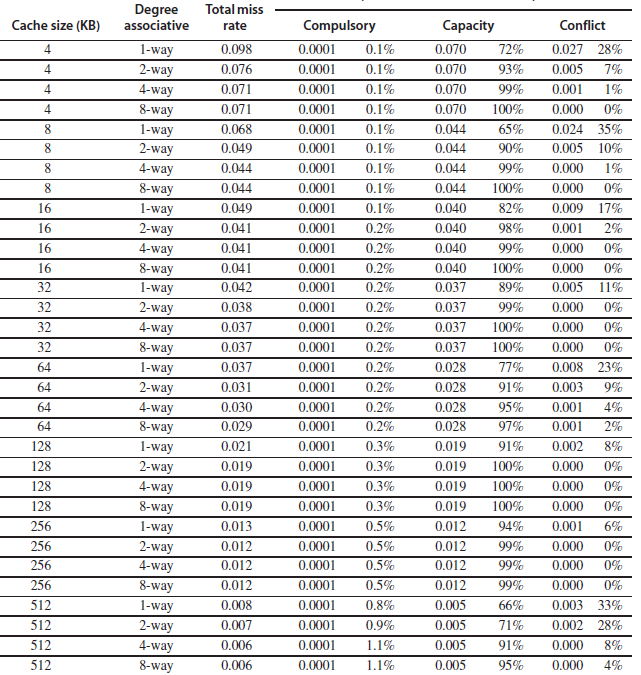 Degree Total miss
Cache size (KB) associative rate Compulsory Capacity Conflict
4 1-way 0.098 0.0001 0.1% 0.070 72% 0.027 28%
4 2-way 0.076 0.0001 0.1% 0.070 93% 0.005 7%
4 4-way 0.071 0.0001 0.1% 0.070 99% 0.001 1%
4 8-way 0.071 0.0001 0.1% 0.070 100% 0.000 0%
8 1-way 0.068 0.0001 0.1% 0.044 65% 0.024 35%
8 2-way 0.049 0.0001 0.1% 0.044 90% 0.005 10%
8 4-way 0.044 0.0001 0.1% 0.044 99% 0.000 1%
8 8-way 0.044 0.0001 0.1% 0.044 100% 0.000 0%
16 1-way 0.049 0.0001 0.1% 0.040 82% 0.009 17%
16 2-way 0.041 0.0001 0.2% 0.040 98% 0.001 2%
16 4-way 0.041 0.0001 0.2% 0.040 99% 0.000 0%
16 8-way 0.041 0.0001 0.2% 0.040 100% 0.000 0%
32 1-way 0.042 0.0001 0.2% 0.037 89% 0.005 11%
32 2-way 0.038 0.0001 0.2% 0.037 99% 0.000 0%
32 4-way 0.037 0.0001 0.2% 0.037 100% 0.000 0%
32 8-way 0.037 0.0001 0.2% 0.037 100% 0.000 0%
64 1-way 0.037 0.0001 0.2% 0.028 77% 0.008 23%
64 2-way 0.031 0.0001 0.2% 0.028 91% 0.003 9%
64 4-way 0.030 0.0001 0.2% 0.028 95% 0.001 4%
64 8-way 0.029 0.0001 0.2% 0.028 97% 0.001 2%
128 1-way 0.021 0.0001 0.3% 0.019 91% 0.002 8%
128 2-way 0.019 0.0001 0.3% 0.019 100% 0.000 0%
128 4-way 0.019 0.0001 0.3% 0.019 100% 0.000 0%
128 8-way 0.019 0.0001 0.3% 0.019 100% 0.000 0%
256 1-way 0.013 0.0001 0.5% 0.012 94% 0.001 6%
256 2-way 0.012 0.0001 0.5% 0.012 99% 0.000 0%
256 4-way 0.012 0.0001 0.5% 0.012 99% 0.000 0%
256 8-way 0.012 0.0001 0.5% 0.012 99% 0.000 0%
512 1-way 0.008 0.0001 0.8% 0.005 66% 0.003 33%
512 2-way 0.007 0.0001 0.9% 0.005 71% 0.002 28%
512 4-way 0.006 0.0001 1.1% 0.005 91% 0.000 8%
512 8-way 0.006 0.0001 1.1% 0.005 95% 0.000 4%